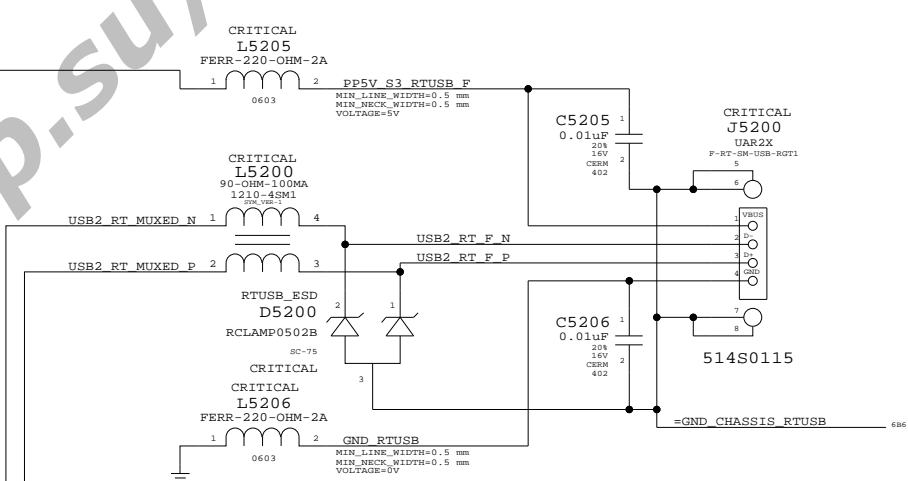 p.su
CRITICAL
L5205
FERR-220-OHM-2A
1
2
PP5V_S3_RTUSB_F
0603
MIN_LINE_WIDTH=0.5 mm
MIN_NECK_WIDTH=0.5 mm
VOLTAGE=5V
C5205
1
0.01uF
20%
16V
CERM
402
2
CRITICAL
J5200
UAR2X
F-RT-SM-USB-RGT1
5
6
CRITICAL
L5200
90-OHM-100MA
1210-4SM1
SYM_VER-1
USB2_RT_MUXED_N
1
4
USB2_RT_F_N
USB2_RT_MUXED_P
2
3
USB2_RT_F_P
1
VBUS
2
D-
3
D+
4
GND
7
8
514S0115
RTUSB_ESD
D5200
2
1
RCLAMP0502B
SC-75
CRITICAL
3
C5206
1
0.01uF
20%
16V
CERM
402
2
CRITICAL
L5206
FERR-220-OHM-2A
1
2
GND_RTUSB
0603
MIN_LINE_WIDTH=0.5 mm
MIN_NECK_WIDTH=0.5 mm
VOLTAGE=0V
=GND_CHASSIS_RTUSB
6B6